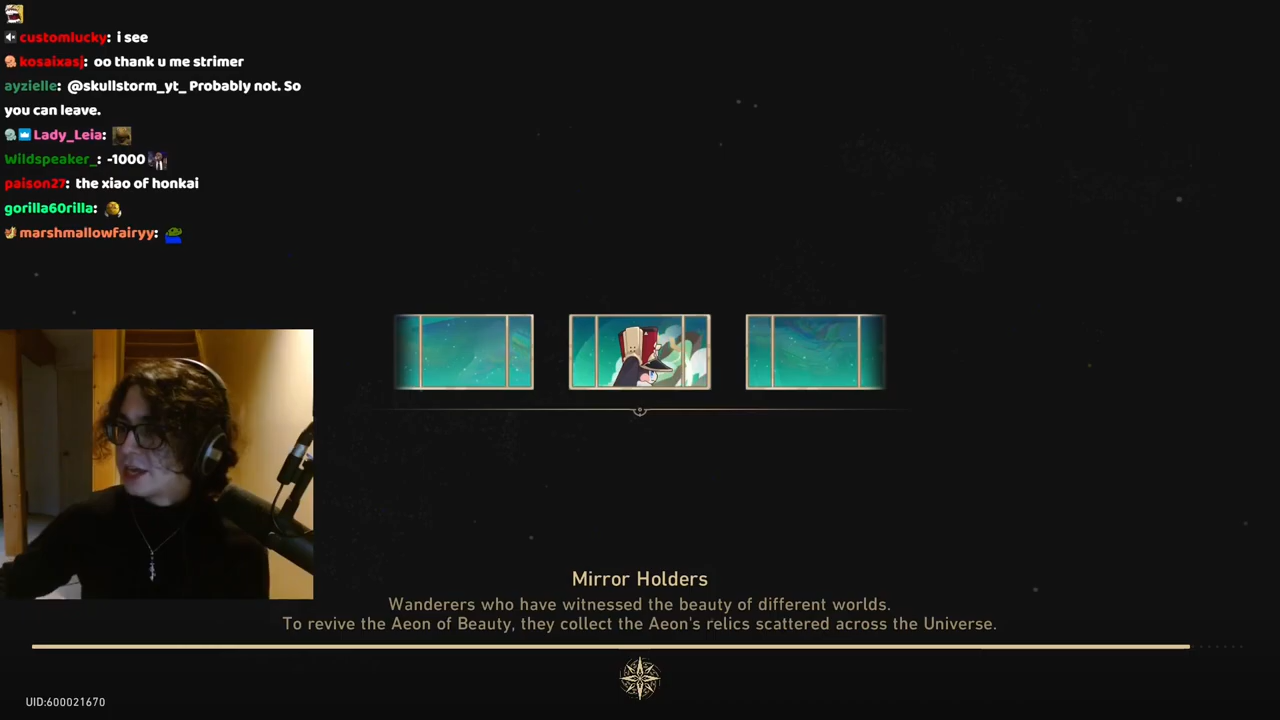 customlucky: i see
kosaixasj: oo thank u me strimer
ayzielle: @skullstorm_yt_ Probably not. So
you can leave.
Lady_Leia:
Wildspeaker_: -1000
paison27: the xiao of honkai
gorilla60rilla:
marshmallowfairyy:
Mirror Holders
Wanderers who have witnessed the beauty of different worlds.
To revive the Aeon of Beauty, they collect the Aeon's relics scattered across the Universe.
UID:600021670